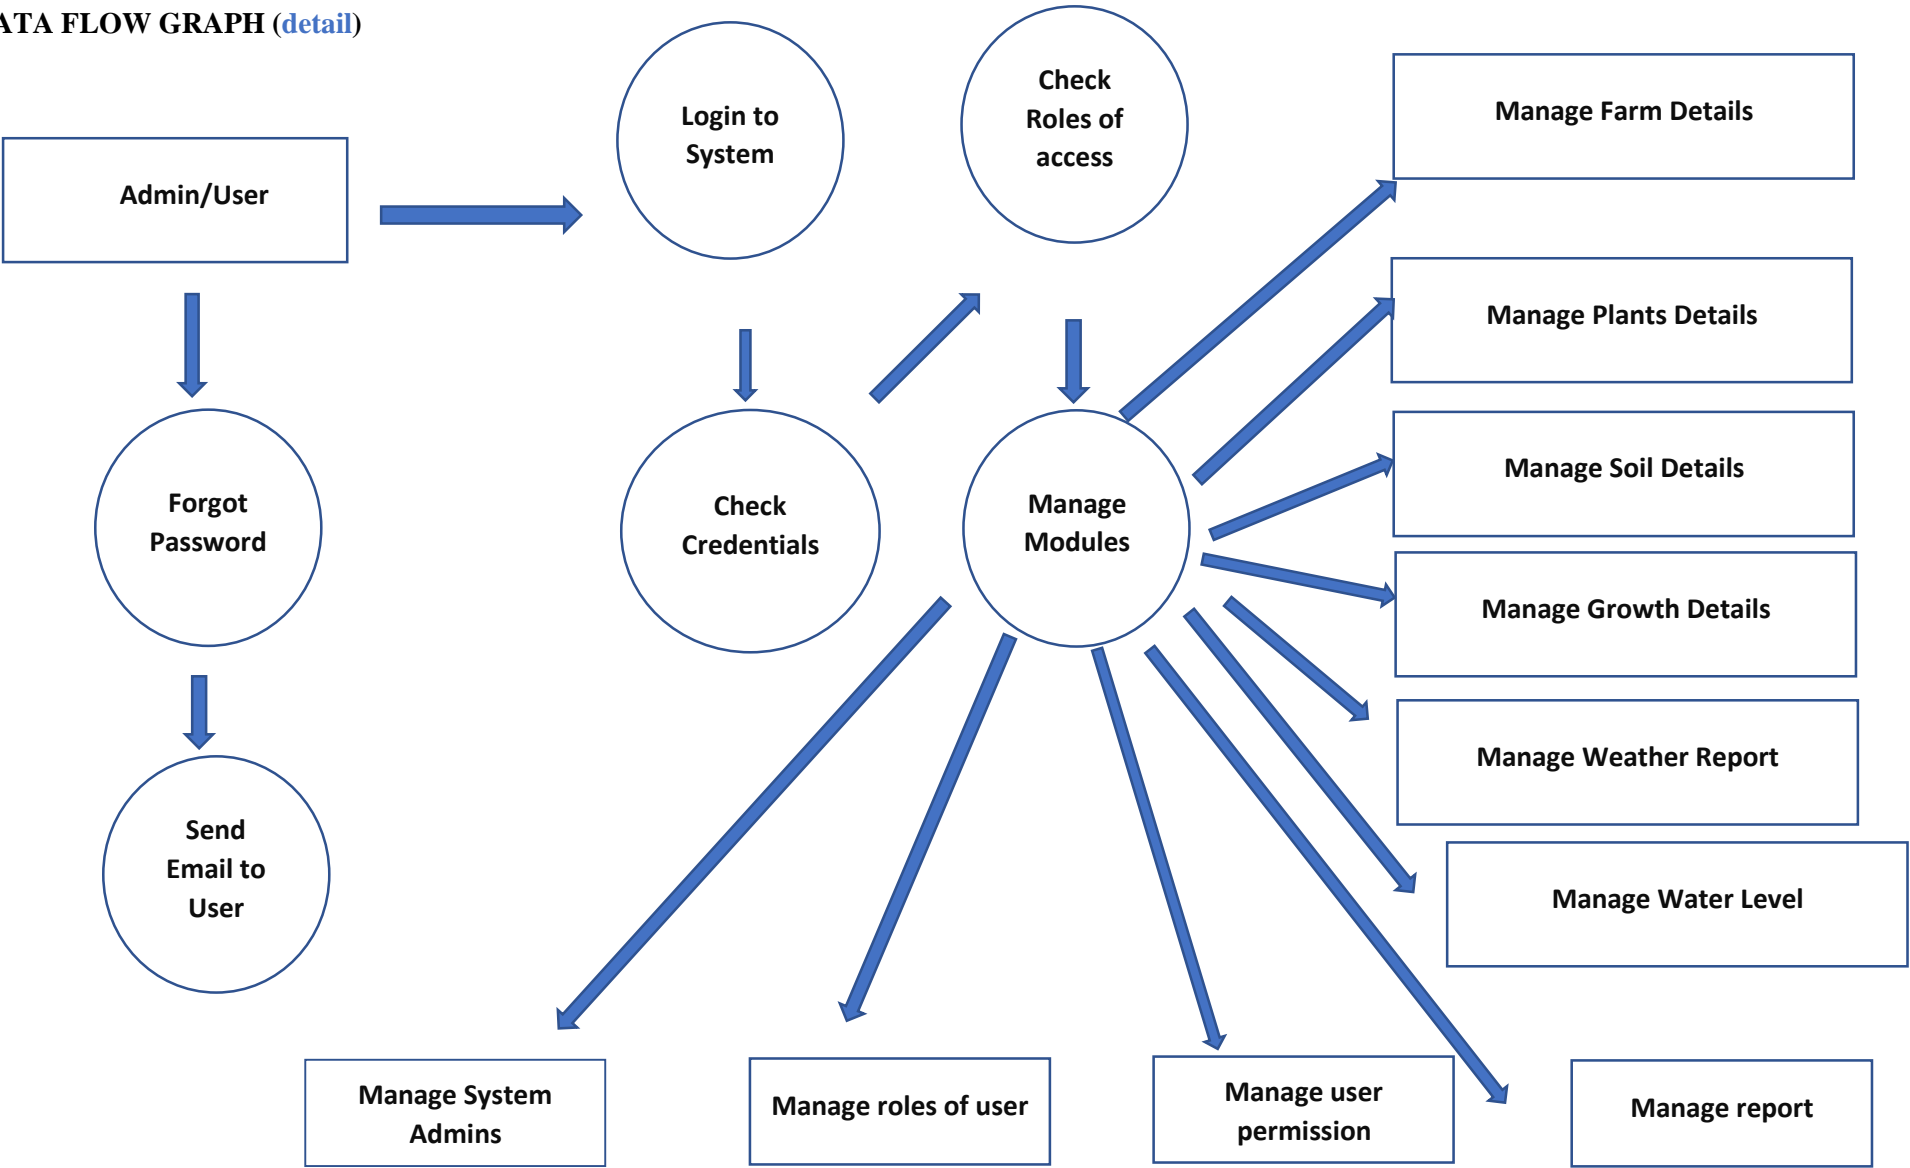 ATA FLOW GRAPH (detail)
Admin/User
Login to
System
Check
Roles of
access
Manage Farm Details
Manage Plants Details
Manage Soil Details
Manage Growth Details
Manage Weather Report
Manage Water Level
Forgot
Password
Check
Credentials
Manage
Modules
Send
Email to
User
Manage System
Admins
Manage roles of user
Manage user
permission
Manage report